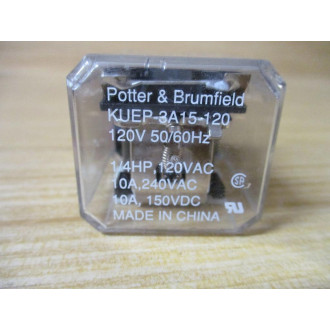 Potter & Brumfield
KUEP-3A15-120
120V 50/60Hz
1/4HP,120VAC
10A,240VAC
10A, 150VDC
MADE IN CHINA